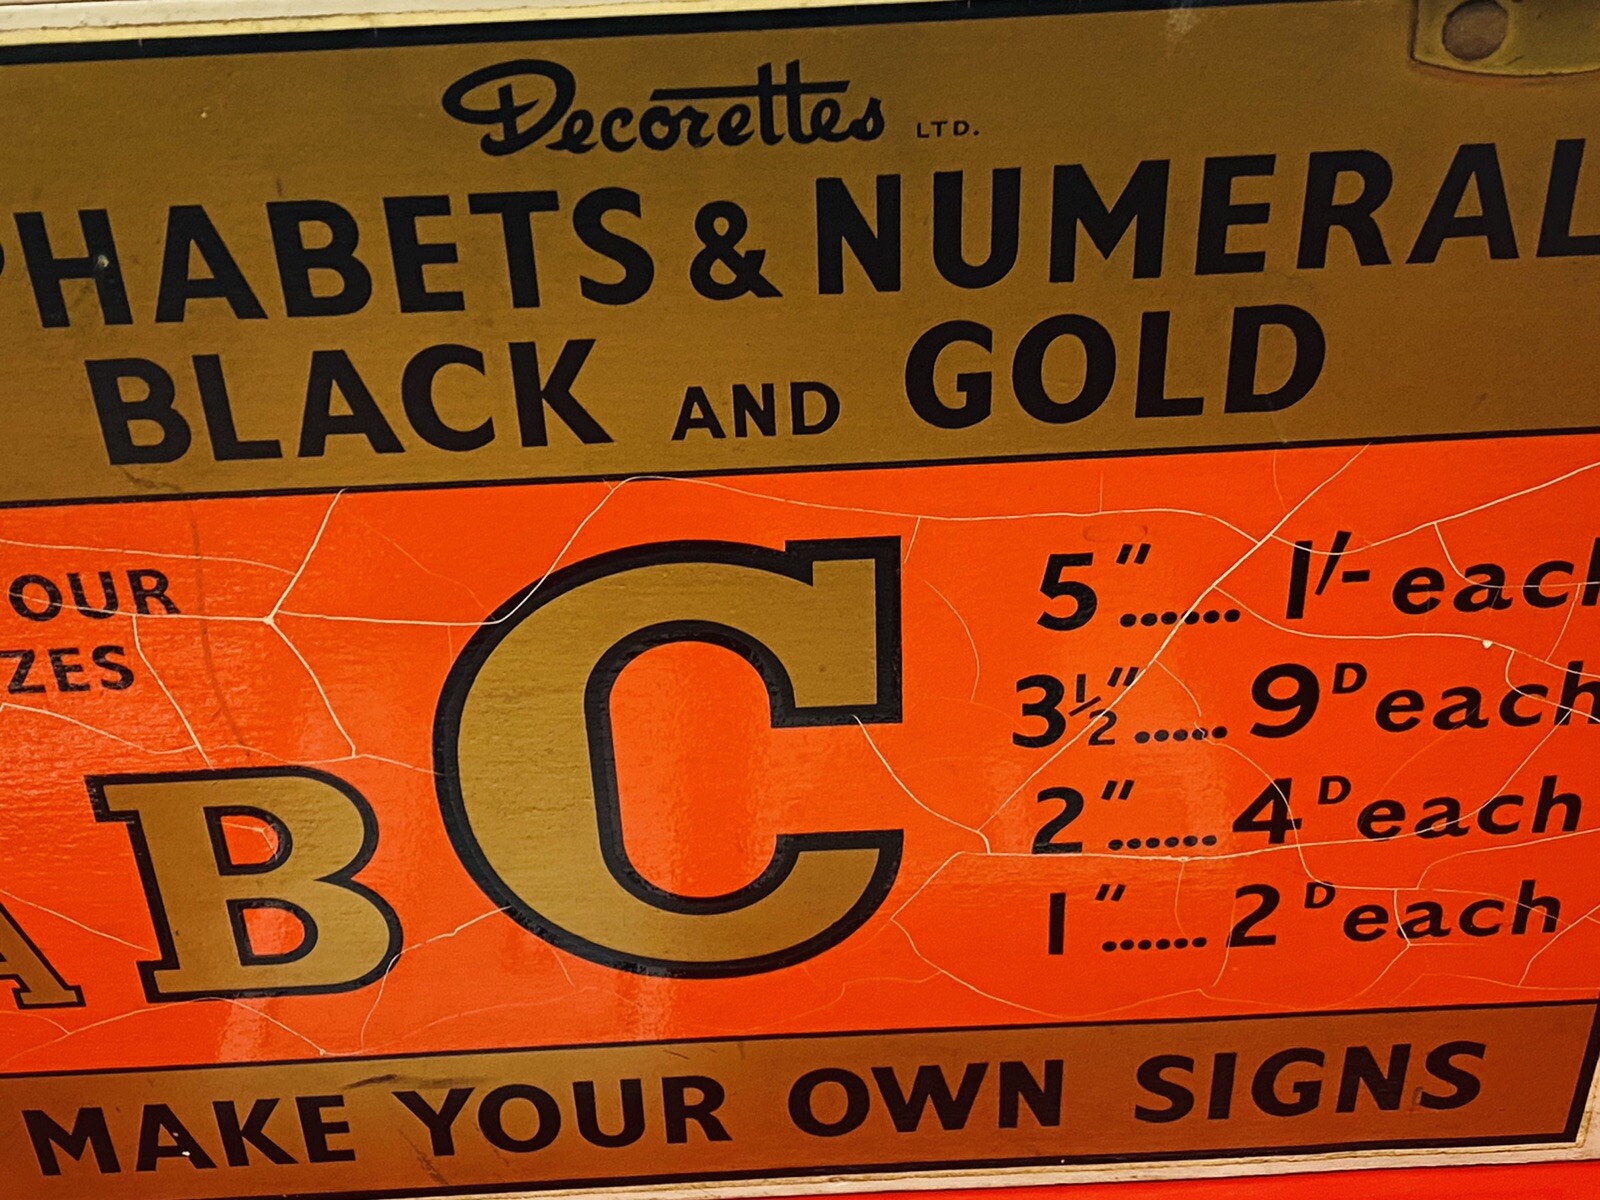 Decorettes LTD.
PHABETS & NUMERAL
BLACK AND GOLD
OUR
ZES
A B C
5" ...... 1/- each
3½" ...... 9D each
2" ...... 4D each
1" ...... 2D each
MAKE YOUR OWN SIGNS